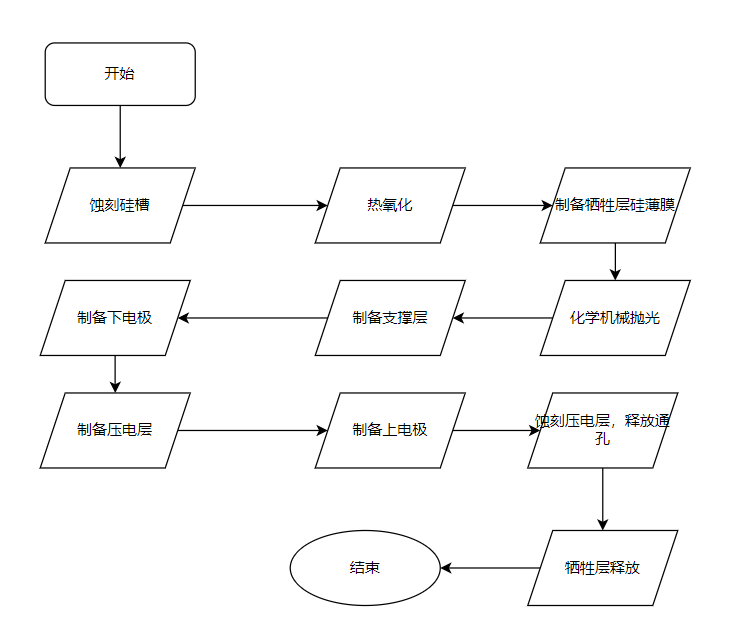 开始
蚀刻硅槽
热氧化
制备牺牲层硅薄膜
制备下电极
制备支撑层
化学机械抛光
制备压电层
制备上电极
蚀刻压电层，释放通
孔
结束
牺牲层释放